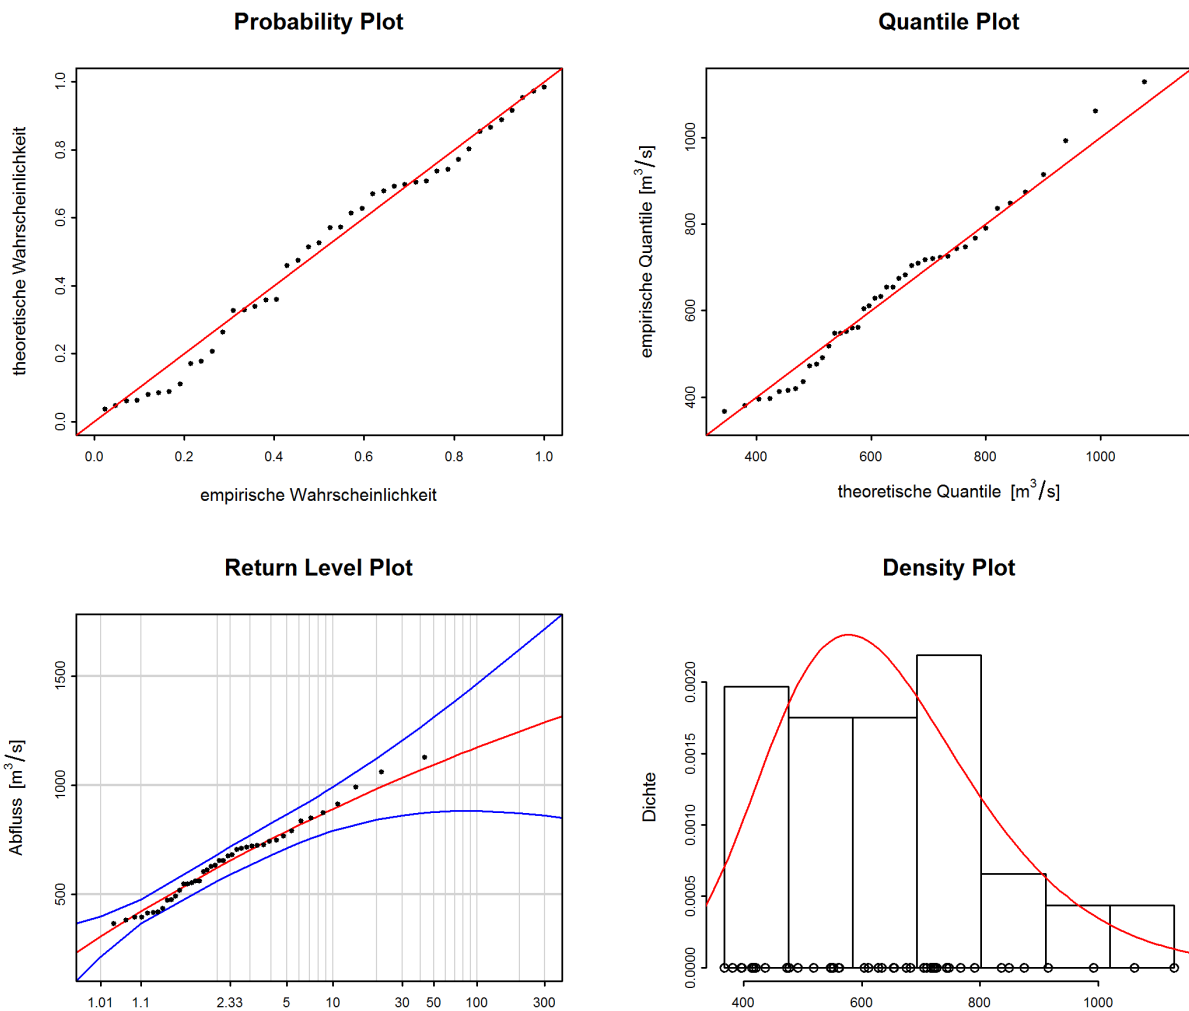 Probability Plot
theoretische Wahrscheinlichkeit
0.0 0.2 0.4 0.6 0.8 1.0
0.0 0.2 0.4 0.6 0.8 1.0
empirische Wahrscheinlichkeit
Quantile Plot
empirische Quantile [m³/s]
400 600 800 1000
400 600 800 1000
theoretische Quantile [m³/s]
Return Level Plot
Abfluss [m³/s]
500 1000 1500
1.01 1.1 2.33 5 10 30 50 100 300
Density Plot
Dichte
0.0000 0.0005 0.0010 0.0015 0.0020
400 600 800 1000